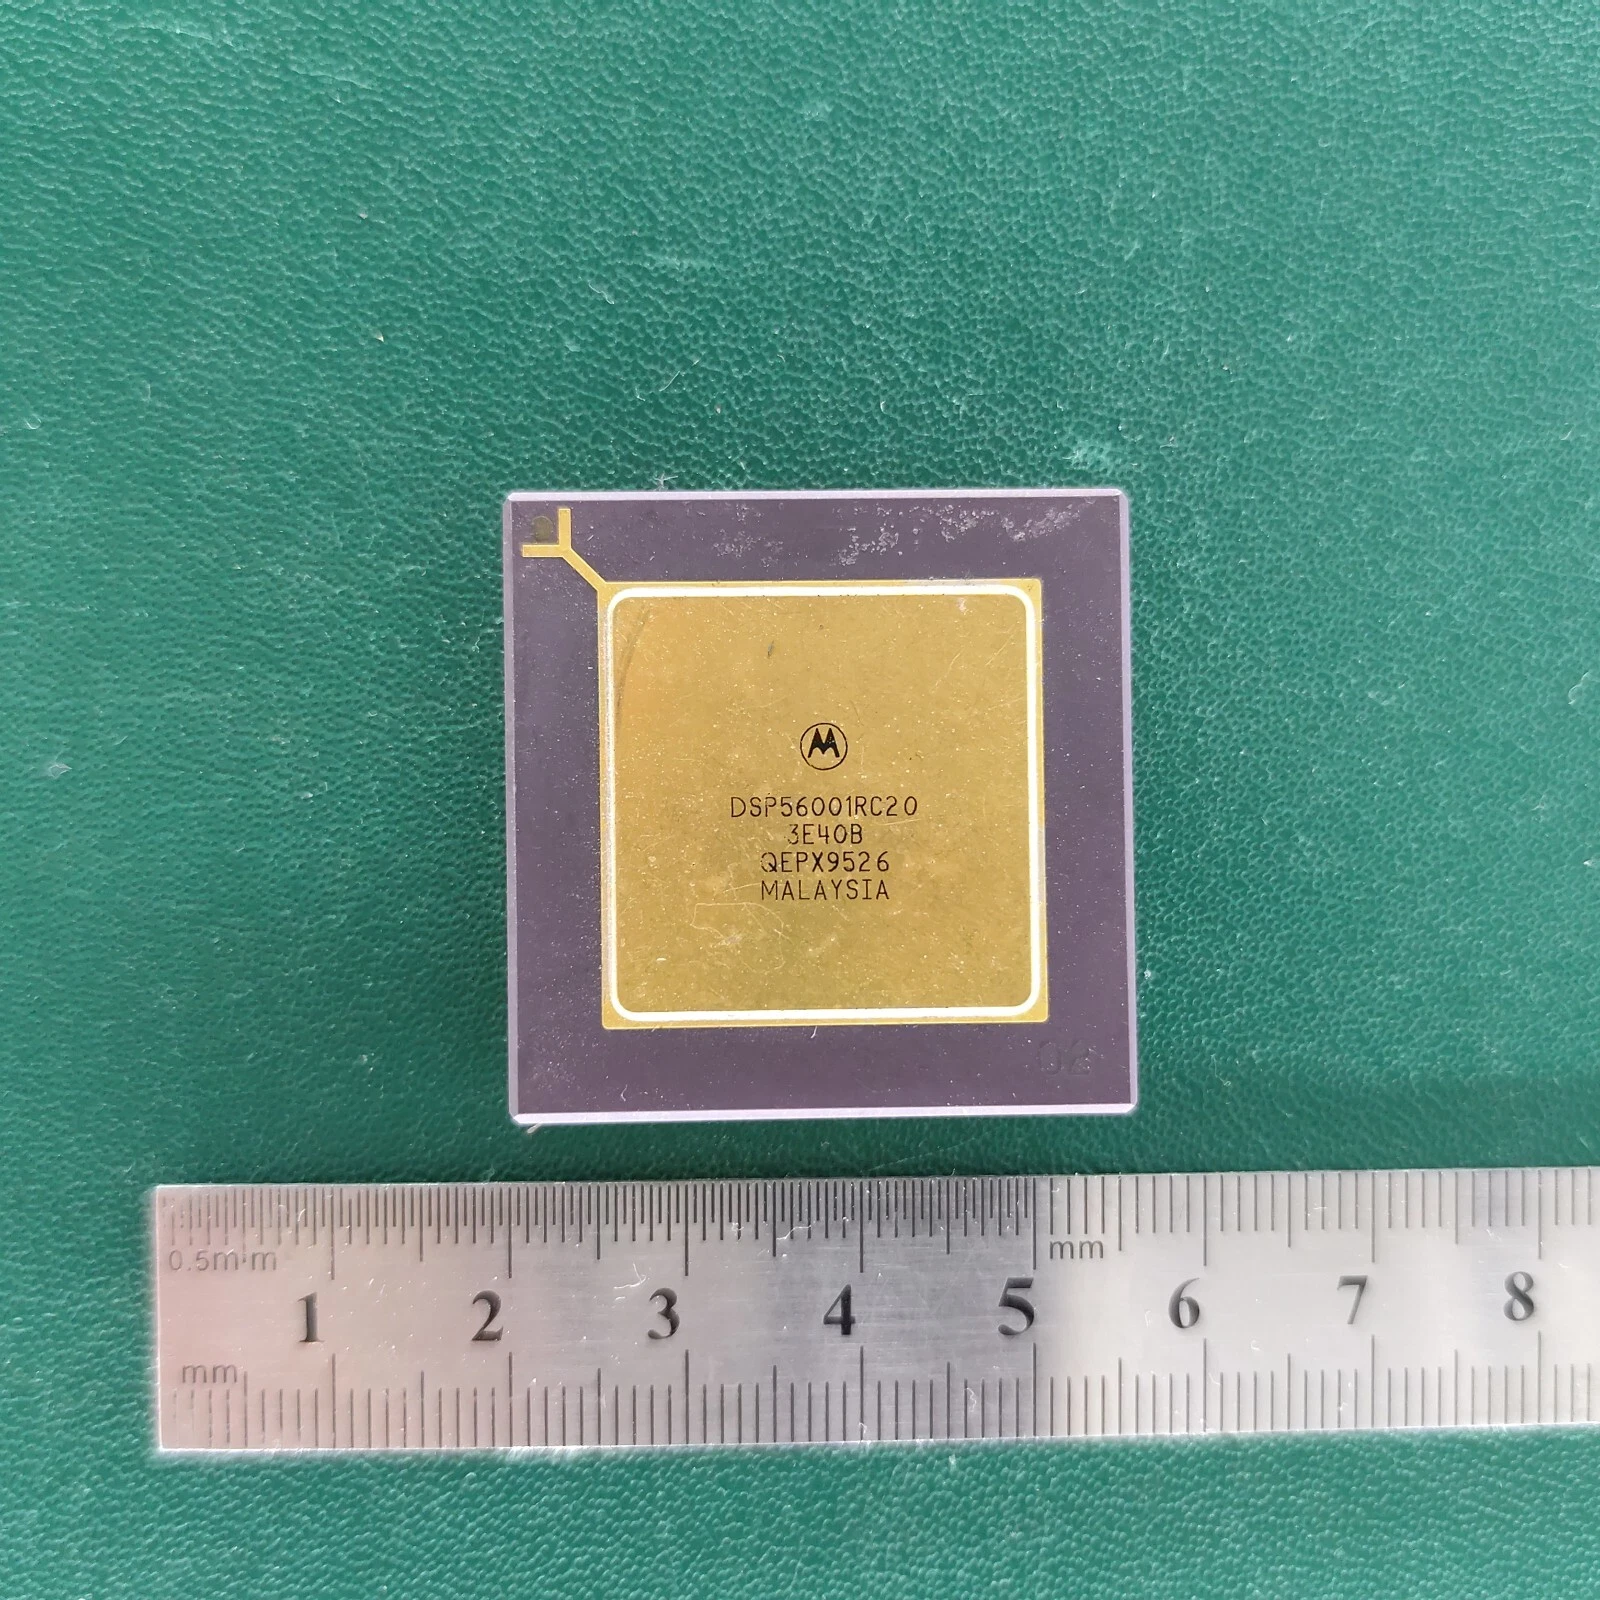 DSP56001RC20
3E40B
QEPX9526
MALAYSIA
02
0.5mm
mm
1 2 3 4 5 6 7 8
mm